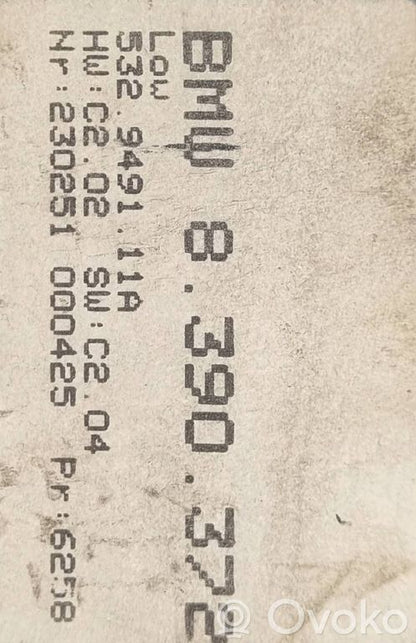 BMW 8.390.372
Low
532.9491.11A
HW:C2.02 SW:C2.04
Nr:230251 000425 Pr:6258
Ovoko